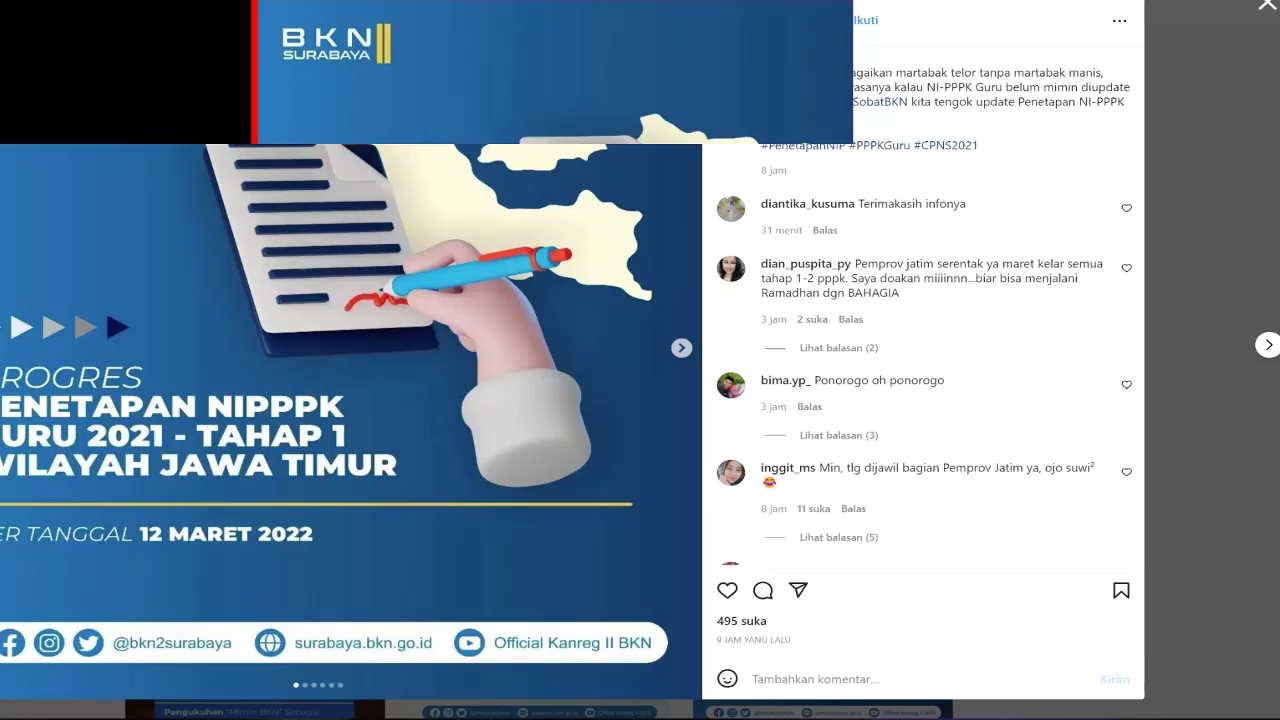 BKN
SURABAYA
Ikuti
agaikan martabak telor tanpa martabak manis,
asanya kalau NI-PPPK Guru belum mimin diupdate
SobatBKN kita tengok update Penetapan NI-PPPK
#PenetapanNIP #PPPKGuru #CPNS2021
8 jam
diantika_kusuma Terimakasih infonya
31 menit Balas
dian_puspita_py Pemprov jatim serentak ya maret kelar semua
tahap 1-2 pppk. Saya doakan miiiinnn...biar bisa menjalani
Ramadhan dgn BAHAGIA
3 jam 2 suka Balas
Lihat balasan (2)
bima.yp_ Ponorogo oh ponorogo
3 jam Balas
Lihat balasan (3)
inggit_ms Min, tlg dijawil bagian Pemprov Jatim ya, ojo suwi²
😂
8 jam 11 suka Balas
Lihat balasan (5)
495 suka
9 JAM YANG LALU
Tambahkan komentar...
Kirim
ROGRES
ENETAPAN NIPPPK
URU 2021 - TAHAP 1
WILAYAH JAWA TIMUR
ER TANGGAL 12 MARET 2022
@bkn2surabaya surabaya.bkn.go.id Official Kanreg II BKN
Pengukuhan "Mimin BKN" Sebagai